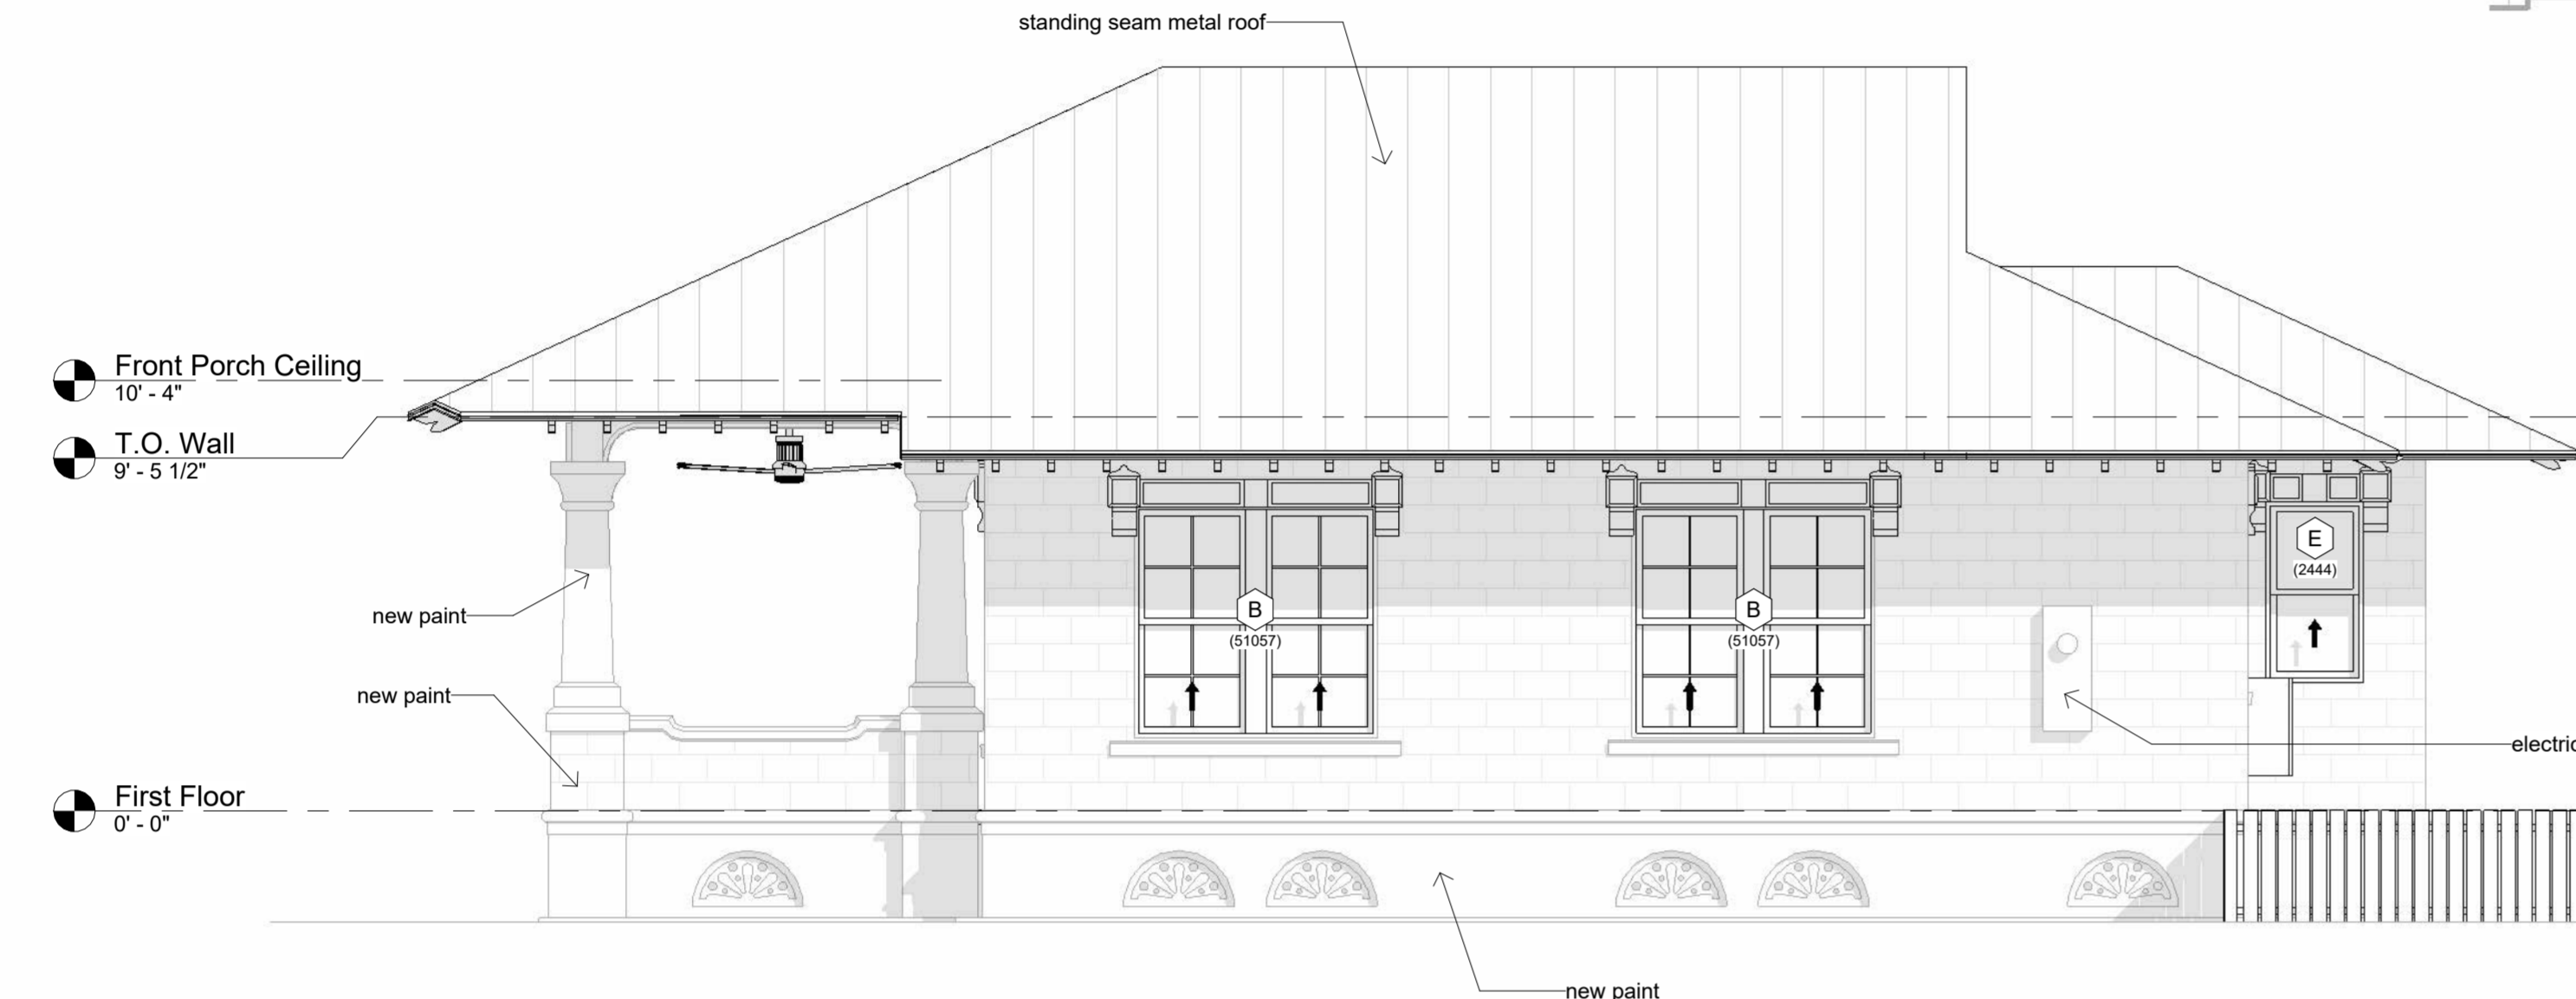 standing seam metal roof
Front Porch Ceiling
10' - 4"
T.O. Wall
9' - 5 1/2"
E
(2444)
new paint
B
(51057)
B
(51057)
new paint
electric
First Floor
0' - 0"
new paint